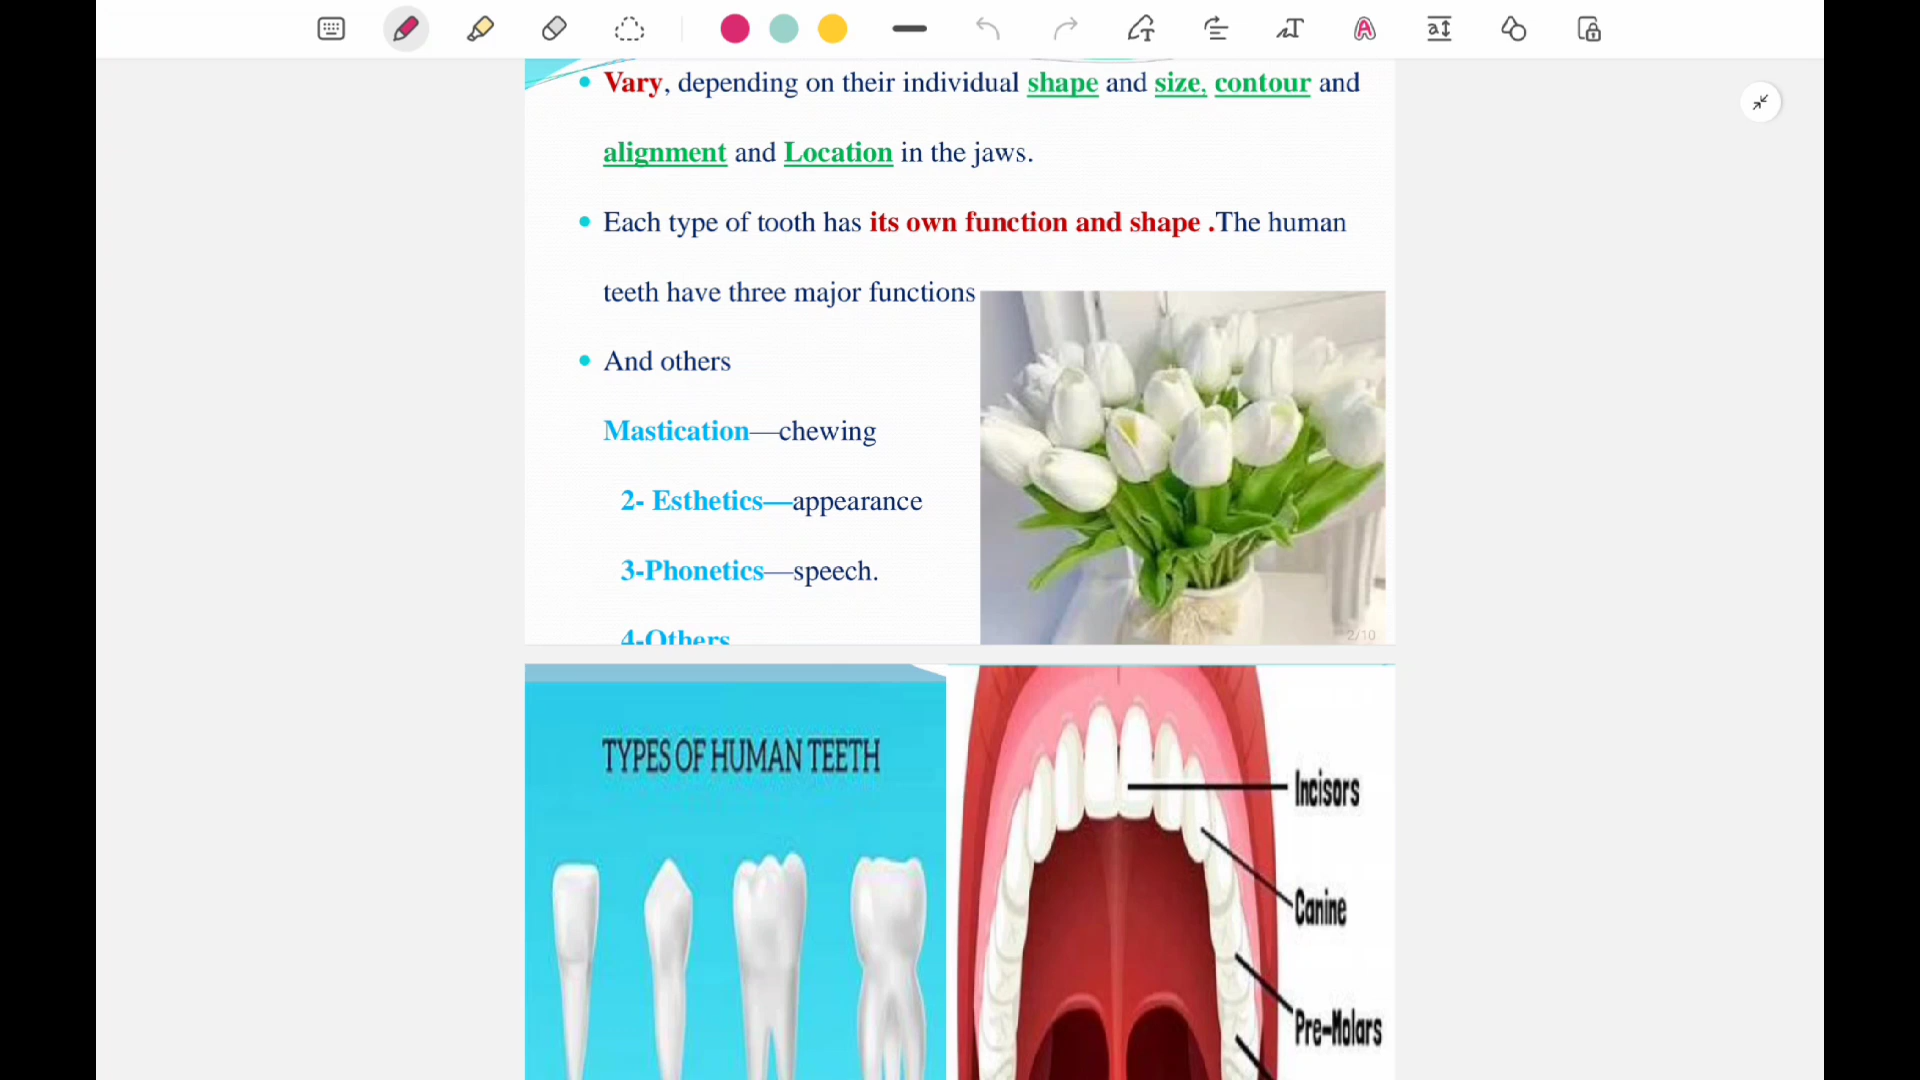 Vary, depending on their individual shape and size, contour and
alignment and Location in the jaws.
Each type of tooth has its own function and shape .The human
teeth have three major functions
And others
Mastication—chewing
2- Esthetics—appearance
3-Phonetics—speech.
4-Others
2/10
TYPES OF HUMAN TEETH
Incisors
Canine
Pre-Molars